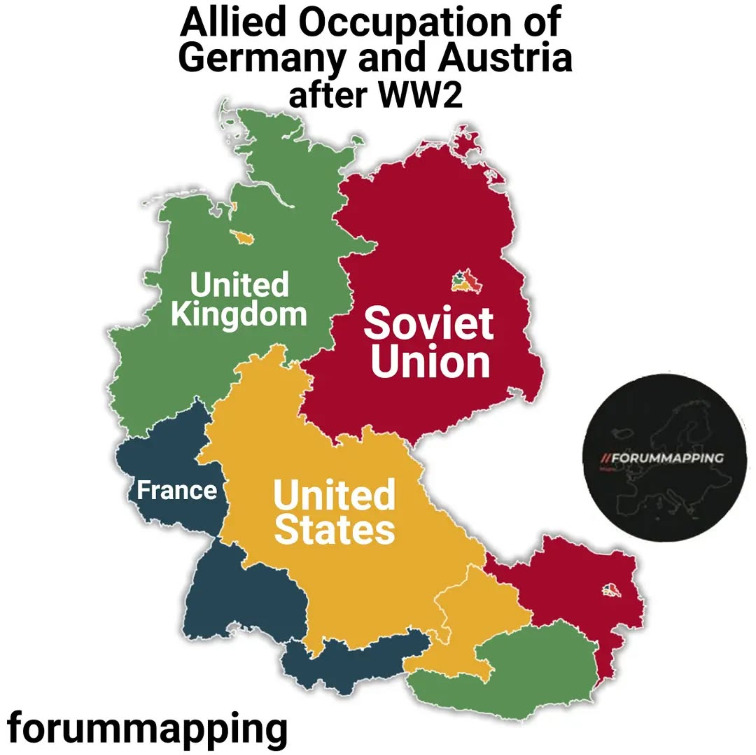 Allied Occupation of
Germany and Austria
after WW2
United
Kingdom
Soviet
Union
//FORUMMAPPING
France
United
States
forummapping